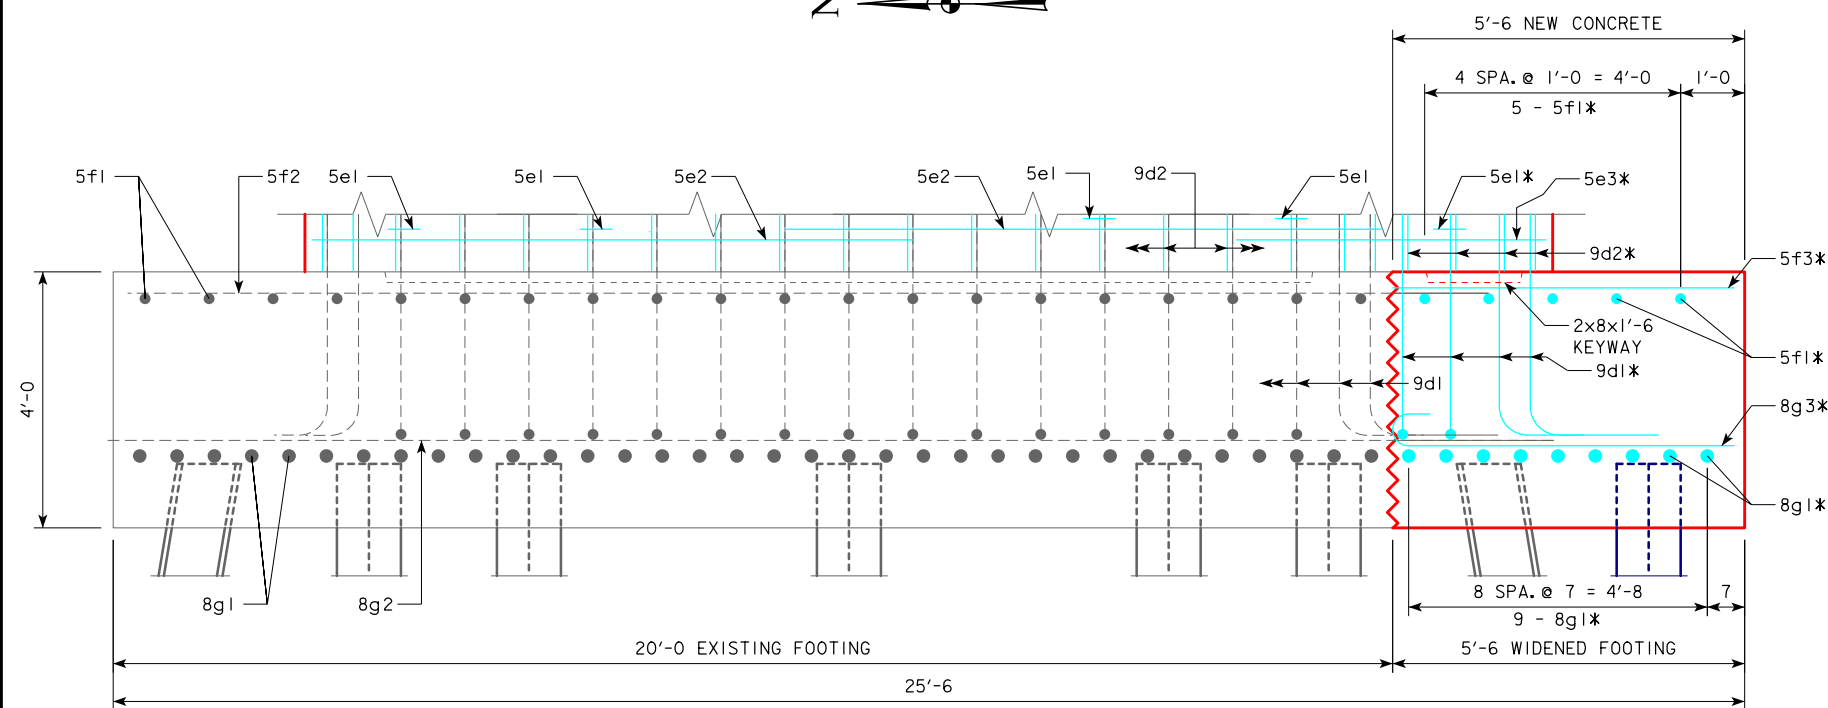 N
5'-6 NEW CONCRETE
4 SPA. @ 1'-0 = 4'-0
1'-0
5 - 5f1*
5f1
5f2
5e1
5e1
5e2
5e2
5e1
9d2
5e1
5e1*
5e3*
9d2*
5f3*
2x8x1'-6
KEYWAY
5f1*
9d1*
9d1
4'-0
8g3*
8g1*
8g1
8g2
8 SPA. @ 7 = 4'-8
7
9 - 8g1*
20'-0 EXISTING FOOTING
5'-6 WIDENED FOOTING
25'-6